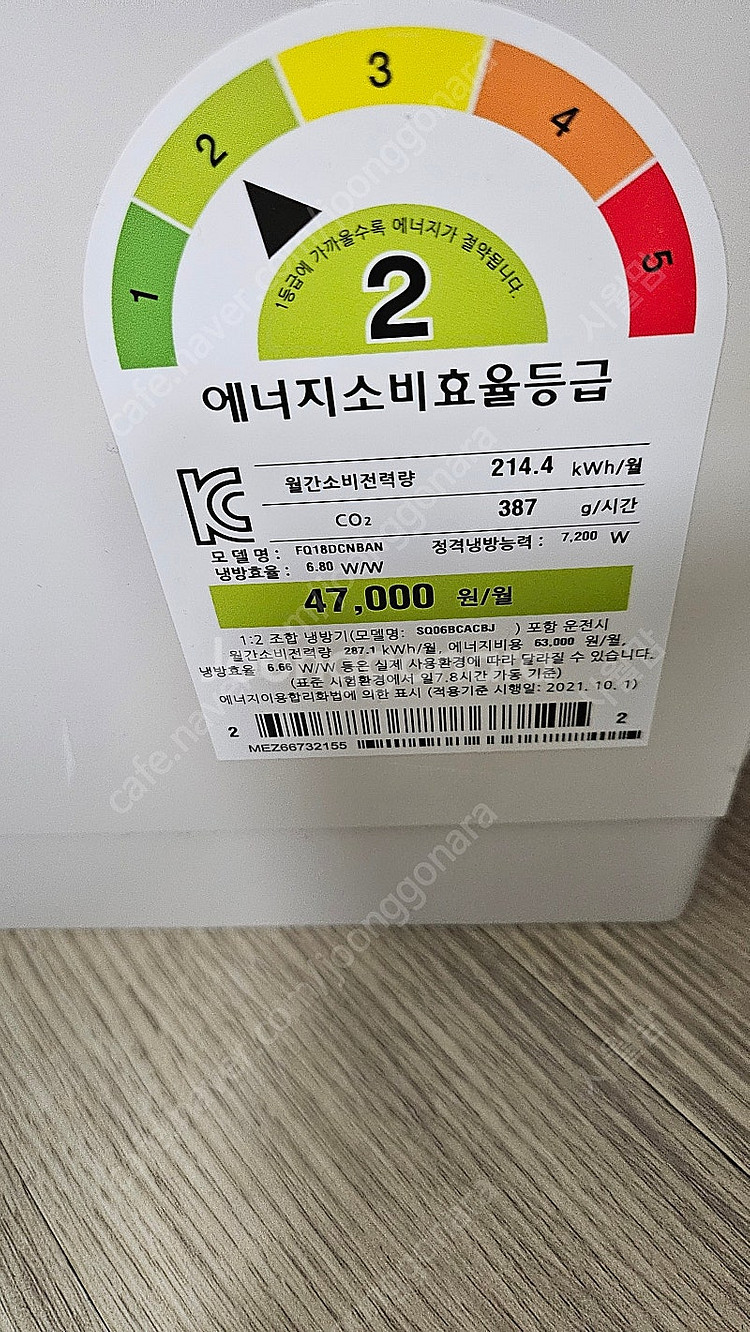 1
2
3
4
5
1등급에 가까울수록 에너지가 절약됩니다.
2
에너지소비효율등급
월간소비전력량 214.4 kWh/월
CO₂ 387 g/시간
모델명: FQ18DCNBAN 정격냉방능력: 7,200 W
냉방효율: 6.80 W/W
47,000 원/월
1:2 조합 냉방기(모델명: SQ06BCACBJ ) 포함 운전시
월간소비전력량 287.1 kWh/월, 에너지비용 63,000 원/월,
냉방효율 6.66 W/W 등은 실제 사용환경에 따라 달라질 수 있습니다.
(표준 시험환경에서 일7.8시간 가동 기준)
에너지이용합리화법에 의한 표시 (적용기준 시행일: 2021. 10. 1)
2 2
MEZ66732155
cafe.naver.com/joonggonara